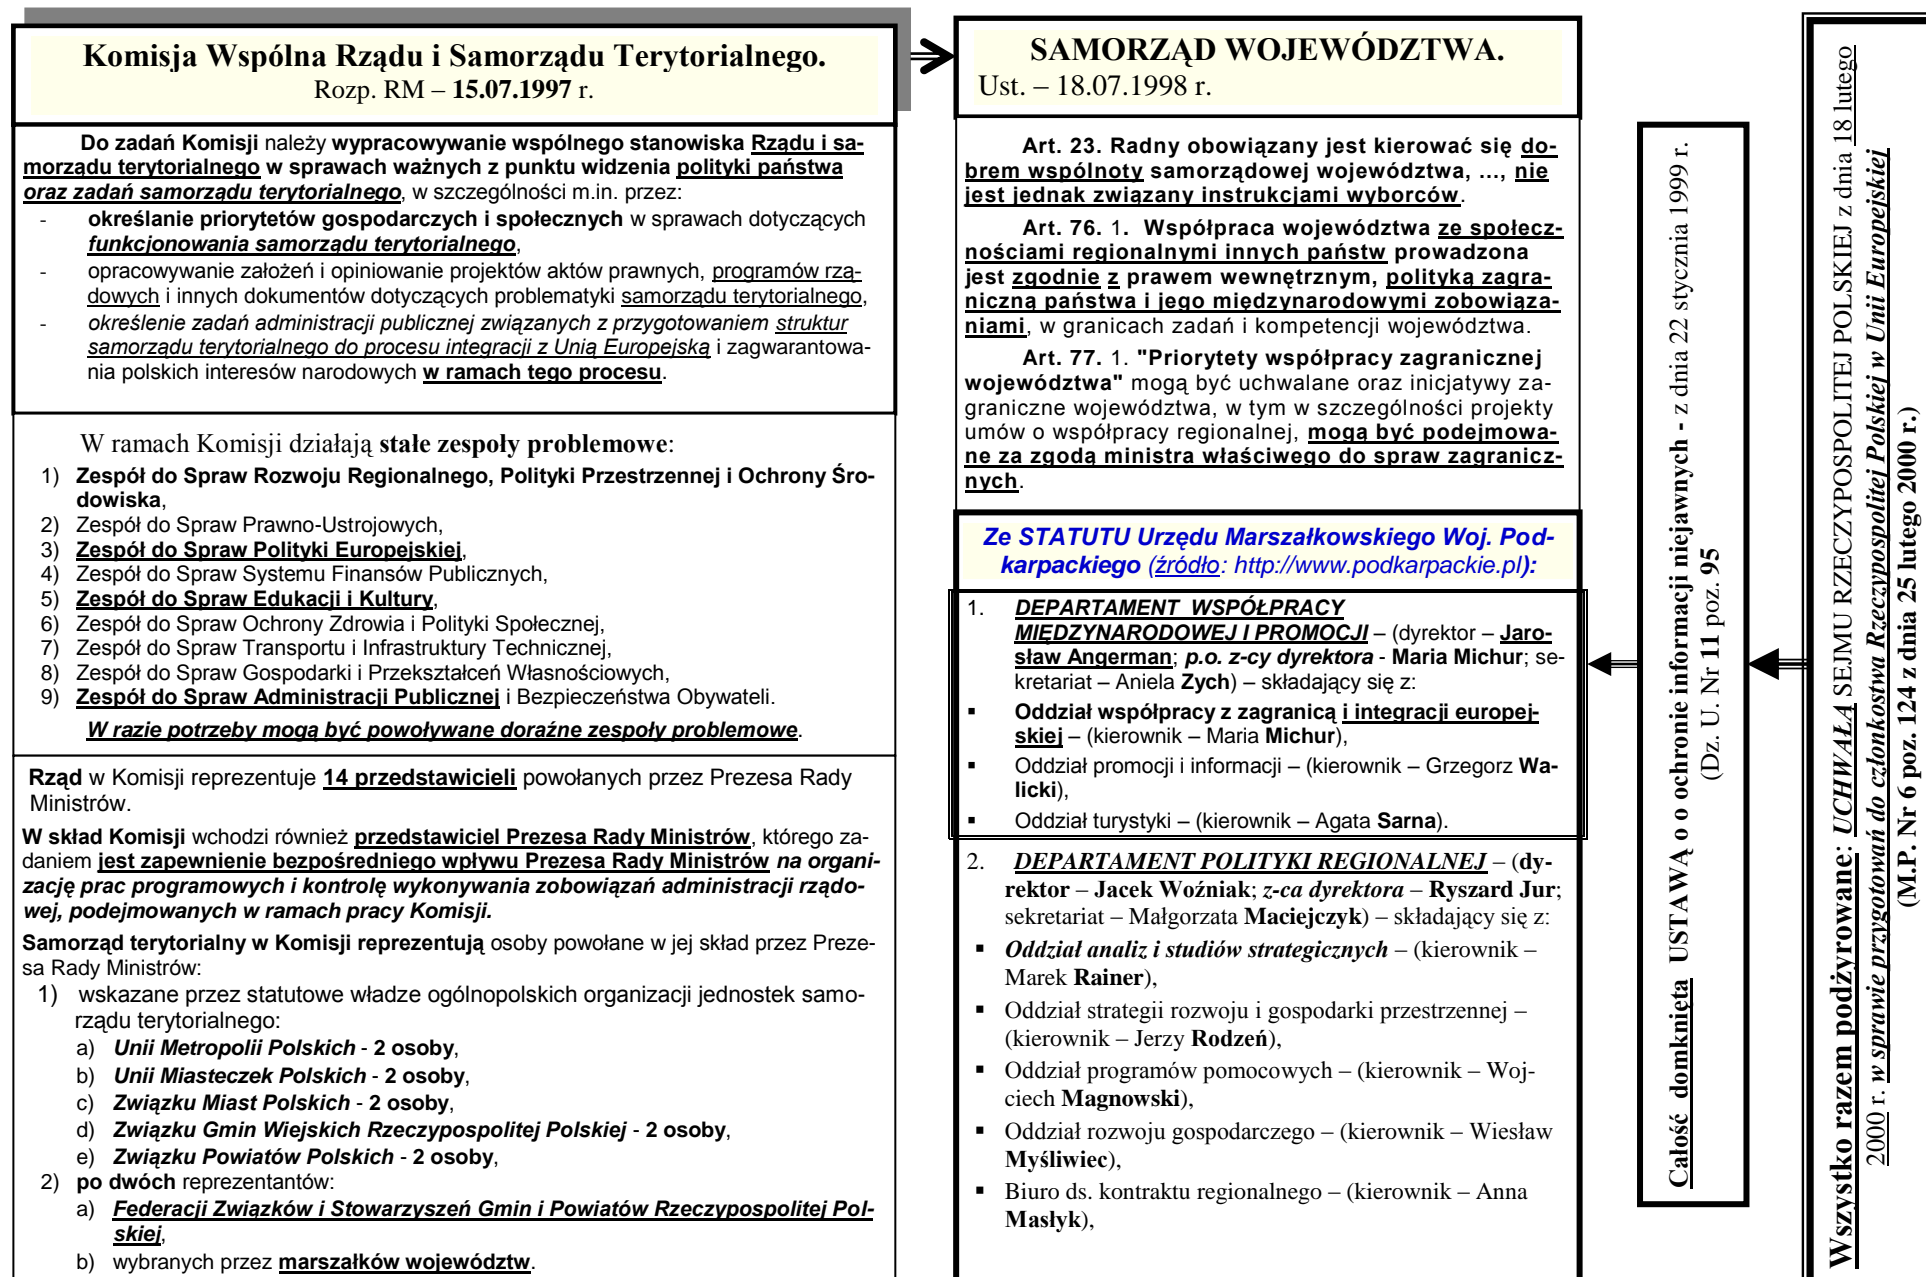 Komisja Wspólna Rządu i Samorządu Terytorialnego.
Rozp. RM – 15.07.1997 r.
Do zadań Komisji należy wypracowywanie wspólnego stanowiska Rządu i sa-
morządu terytorialnego w sprawach ważnych z punktu widzenia polityki państwa
oraz zadań samorządu terytorialnego, w szczególności m.in. przez:
- określanie priorytetów gospodarczych i społecznych w sprawach dotyczących
funkcjonowania samorządu terytorialnego,
- opracowywanie założeń i opiniowanie projektów aktów prawnych, programów rzą-
dowych i innych dokumentów dotyczących problematyki samorządu terytorialnego,
- określenie zadań administracji publicznej związanych z przygotowaniem struktur
samorządu terytorialnego do procesu integracji z Unią Europejską i zagwarantowa-
nia polskich interesów narodowych w ramach tego procesu.
W ramach Komisji działają stałe zespoły problemowe:
1) Zespół do Spraw Rozwoju Regionalnego, Polityki Przestrzennej i Ochrony Śro-
dowiska,
2) Zespół do Spraw Prawno-Ustrojowych,
3) Zespół do Spraw Polityki Europejskiej,
4) Zespół do Spraw Systemu Finansów Publicznych,
5) Zespół do Spraw Edukacji i Kultury,
6) Zespół do Spraw Ochrony Zdrowia i Polityki Społecznej,
7) Zespół do Spraw Transportu i Infrastruktury Technicznej,
8) Zespół do Spraw Gospodarki i Przekształceń Własnościowych,
9) Zespół do Spraw Administracji Publicznej i Bezpieczeństwa Obywateli.
W razie potrzeby mogą być powoływane doraźne zespoły problemowe.
Rząd w Komisji reprezentuje 14 przedstawicieli powołanych przez Prezesa Rady
Ministrów.
W skład Komisji wchodzi również przedstawiciel Prezesa Rady Ministrów, którego za-
daniem jest zapewnienie bezpośredniego wpływu Prezesa Rady Ministrów na organi-
zację prac programowych i kontrolę wykonywania zobowiązań administracji rządo-
wej, podejmowanych w ramach pracy Komisji.
Samorząd terytorialny w Komisji reprezentują osoby powołane w jej skład przez Preze-
sa Rady Ministrów:
1) wskazane przez statutowe władze ogólnopolskich organizacji jednostek samo-
rządu terytorialnego:
a) Unii Metropolii Polskich - 2 osoby,
b) Unii Miasteczek Polskich - 2 osoby,
c) Związku Miast Polskich - 2 osoby,
d) Związku Gmin Wiejskich Rzeczypospolitej Polskiej - 2 osoby,
e) Związku Powiatów Polskich - 2 osoby,
2) po dwóch reprezentantów:
a) Federacji Związków i Stowarzyszeń Gmin i Powiatów Rzeczypospolitej Pol-
skiej,
b) wybranych przez marszałków województw.
SAMORZĄD WOJEWÓDZTWA.
Ust. – 18.07.1998 r.
Art. 23. Radny obowiązany jest kierować się do-
brem wspólnoty samorządowej województwa, ..., nie
jest jednak związany instrukcjami wyborców.
Art. 76. 1. Współpraca województwa ze społecz-
nościami regionalnymi innych państw prowadzona
jest zgodnie z prawem wewnętrznym, polityką zagra-
niczną państwa i jego międzynarodowymi zobowiąza-
niami, w granicach zadań i kompetencji województwa.
Art. 77. 1. "Priorytety współpracy zagranicznej
województwa" mogą być uchwalane oraz inicjatywy za-
graniczne województwa, w tym w szczególności projekty
umów o współpracy regionalnej, mogą być podejmowa-
ne za zgodą ministra właściwego do spraw zagranicz-
nych.
Ze STATUTU Urzędu Marszałkowskiego Woj. Pod-
karpackiego (źródło: http://www.podkarpackie.pl):
1. DEPARTAMENT WSPÓŁPRACY
MIĘDZYNARODOWEJ I PROMOCJI – (dyrektor – Jaro-
sław Angerman; p.o. z-cy dyrektora - Maria Michur; se-
kretariat – Aniela Zych) – składający się z:
▪ Oddział współpracy z zagranicą i integracji europej-
skiej – (kierownik – Maria Michur),
▪ Oddział promocji i informacji – (kierownik – Grzegorz Wa-
licki),
▪ Oddział turystyki – (kierownik – Agata Sarna).
2. DEPARTAMENT POLITYKI REGIONALNEJ – (dy-
rektor – Jacek Woźniak; z-ca dyrektora – Ryszard Jur;
sekretariat – Małgorzata Maciejczyk) – składający się z:
▪ Oddział analiz i studiów strategicznych – (kierownik –
Marek Rainer),
▪ Oddział strategii rozwoju i gospodarki przestrzennej –
(kierownik – Jerzy Rodzeń),
▪ Oddział programów pomocowych – (kierownik – Woj-
ciech Magnowski),
▪ Oddział rozwoju gospodarczego – (kierownik – Wiesław
Myśliwiec),
▪ Biuro ds. kontraktu regionalnego – (kierownik – Anna
Masłyk),
Całość domknięta USTAWĄ o o ochronie informacji niejawnych - z dnia 22 stycznia 1999 r.
(Dz. U. Nr 11 poz. 95
Wszystko razem podżyrowane: UCHWAŁA SEJMU RZECZYPOSPOLITEJ POLSKIEJ z dnia 18 lutego
2000 r. w sprawie przygotowań do członkostwa Rzeczypospolitej Polskiej w Unii Europejskiej
(M.P. Nr 6 poz. 124 z dnia 25 lutego 2000 r.)